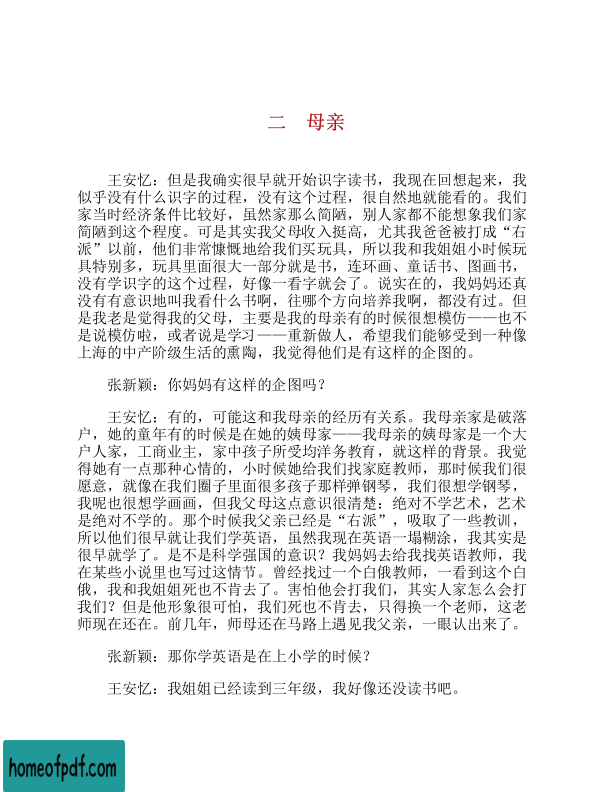 二　母亲
王安忆：但是我确实很早就开始识字读书，我现在回想起来，我
似乎没有什么识字的过程，没有这个过程，很自然地就能看的。我们
家当时经济条件比较好，虽然家那么简陋，别人家都不能想象我们家
简陋到这个程度。可是其实我父母收入挺高，尤其我爸爸被打成“右
派”以前，他们非常慷慨地给我们买玩具，所以我和我姐姐小时候玩
具特别多，玩具里面很大一部分就是书，连环画、童话书、图画书，
没有学识字的这个过程，好像一看字就会了。说实在的，我妈妈还真
没有有意识地叫我看什么书啊，往哪个方向培养我啊，都没有过。但
是我老是觉得我的父母，主要是我的母亲有的时候很想模仿——也不
是说模仿啦，或者说是学习——重新做人，希望我们能够受到一种像
上海的中产阶级生活的熏陶，我觉得他们是有这样的企图的。
张新颖：你妈妈有这样的企图吗？
王安忆：有的，可能这和我母亲的经历有关系。我母亲家是破落
户，她的童年有的时候是在她的姨母家——我母亲的姨母家是一个大
户人家，工商业主，家中孩子所受均洋务教育，就这样的背景。我觉
得她有一点那种心情的，小时候她给我们找家庭教师，那时候我们很
愿意，就像在我们圈子里面很多孩子那样弹钢琴，我们很想学钢琴，
我呢也很想学画画，但我父母这点意识很清楚：绝对不学艺术，艺术
是绝对不学的。那个时候我父亲已经是“右派”，吸取了一些教训，
所以他们很早就让我们学英语，虽然我现在英语一塌糊涂，我其实是
很早就学了。是不是科学强国的意识？我妈妈去给我找英语教师，我
在某些小说里也写过这情节。曾经找过一个白俄教师，一看到这个白
俄，我和我姐姐死也不肯去了。害怕他会打我们，其实人家怎么会打
我们？但是他形象很可怕，我们死也不肯去，只得换一个老师，这老
师现在还在。前几年，师母还在马路上遇见我父亲，一眼认出来了。
张新颖：那你学英语是在上小学的时候？
王安忆：我姐姐已经读到三年级，我好像还没读书吧。
homeofpdf.com